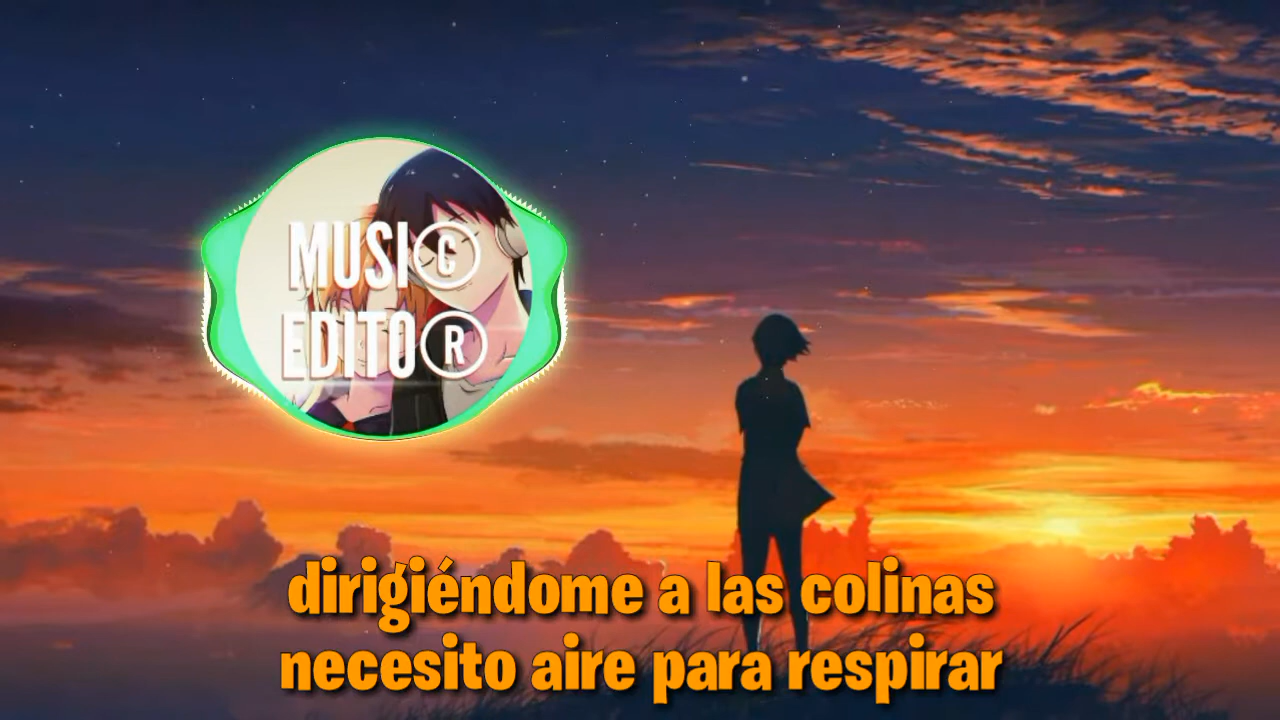 MUSIC
EDITOR
dirigiéndome a las colinas
necesito aire para respirar